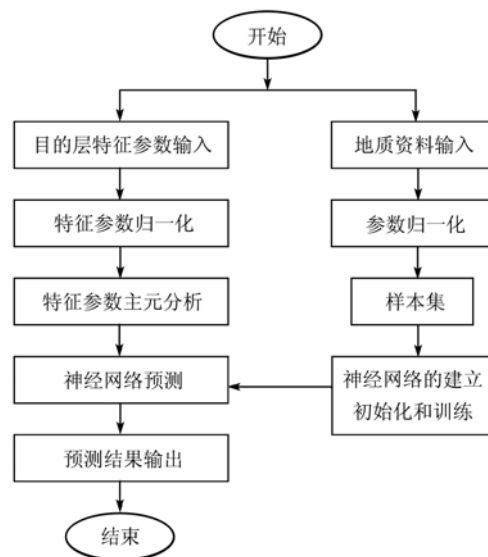 开始
目的层特征参数输入
地质资料输入
特征参数归一化
参数归一化
特征参数主元分析
样本集
神经网络预测
神经网络的建立
初始化和训练
预测结果输出
结束